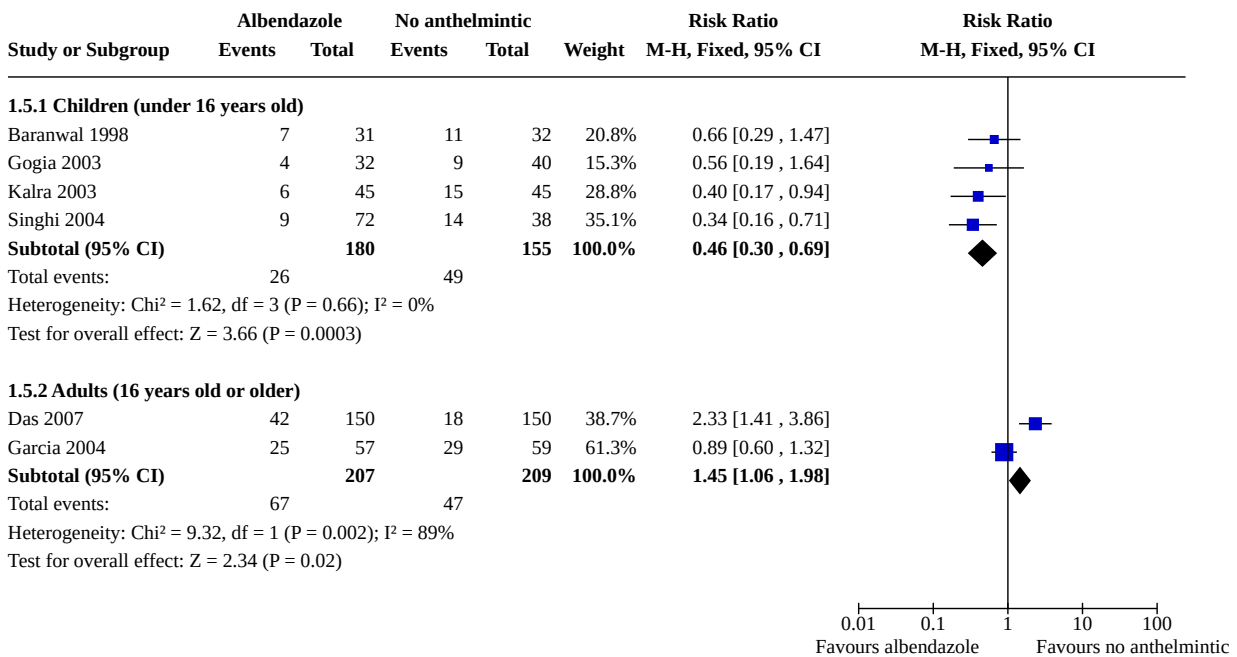 Albendazole No anthelmintic Risk Ratio Risk Ratio
Study or Subgroup Events Total Events Total Weight M-H, Fixed, 95% CI M-H, Fixed, 95% CI
1.5.1 Children (under 16 years old)
Baranwal 1998 7 31 11 32 20.8% 0.66 [0.29 , 1.47]
Gogia 2003 4 32 9 40 15.3% 0.56 [0.19 , 1.64]
Kalra 2003 6 45 15 45 28.8% 0.40 [0.17 , 0.94]
Singhi 2004 9 72 14 38 35.1% 0.34 [0.16 , 0.71]
Subtotal (95% CI) 180 155 100.0% 0.46 [0.30 , 0.69]
Total events: 26 49
Heterogeneity: Chi² = 1.62, df = 3 (P = 0.66); I² = 0%
Test for overall effect: Z = 3.66 (P = 0.0003)
1.5.2 Adults (16 years old or older)
Das 2007 42 150 18 150 38.7% 2.33 [1.41 , 3.86]
Garcia 2004 25 57 29 59 61.3% 0.89 [0.60 , 1.32]
Subtotal (95% CI) 207 209 100.0% 1.45 [1.06 , 1.98]
Total events: 67 47
Heterogeneity: Chi² = 9.32, df = 1 (P = 0.002); I² = 89%
Test for overall effect: Z = 2.34 (P = 0.02)
0.01 0.1 1 10 100
Favours albendazole Favours no anthelmintic